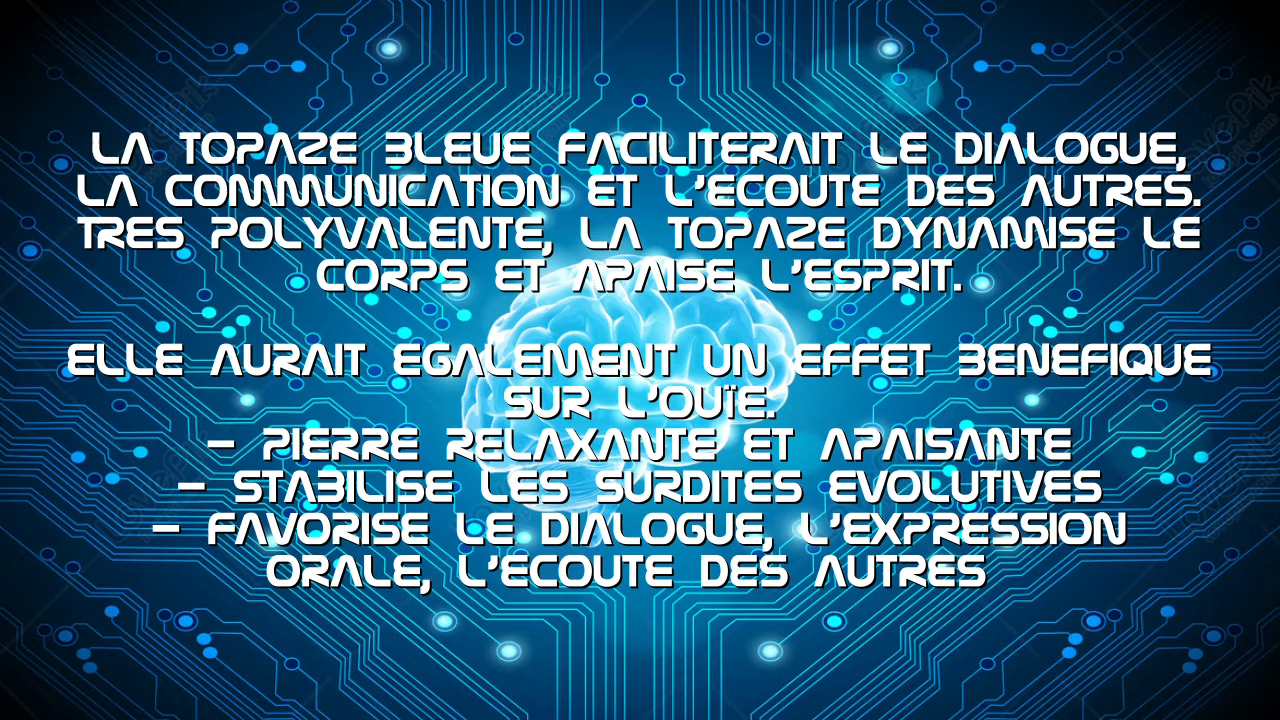 LA TOPAZE BLEUE FACILITERAIT LE DIALOGUE,
LA COMMUNICATION ET L'ECOUTE DES AUTRES.
TRES POLYVALENTE, LA TOPAZE DYNAMISE LE
CORPS ET APAISE L'ESPRIT.
ELLE AURAIT EGALEMENT UN EFFET BENEFIQUE
SUR L'OUÏE.
- PIERRE RELAXANTE ET APAISANTE
- STABILISE LES SURDITES EVOLUTIVES
- FAVORISE LE DIALOGUE, L'EXPRESSION
ORALE, L'ECOUTE DES AUTRES